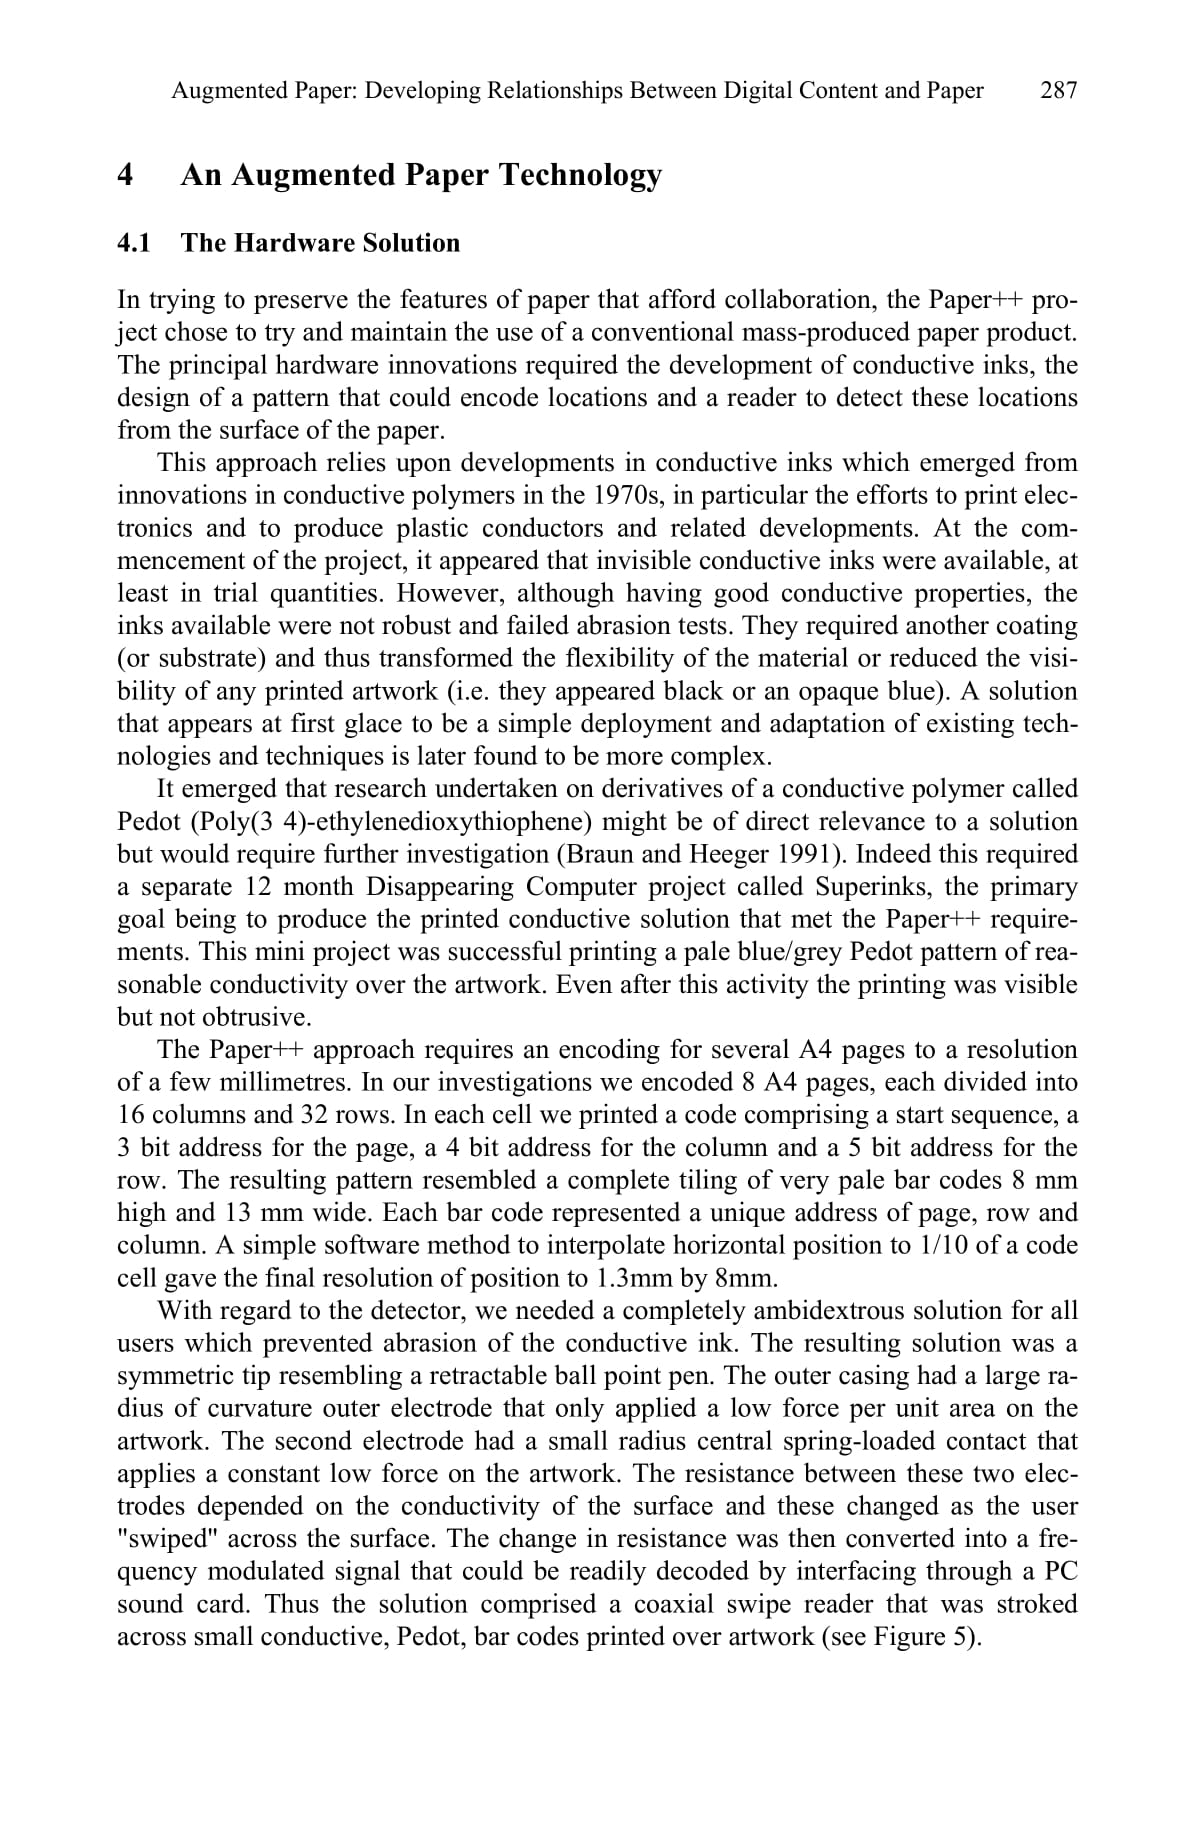 Augmented Paper: Developing Relationships Between Digital Content and Paper 287
4 An Augmented Paper Technology
4.1 The Hardware Solution
In trying to preserve the features of paper that afford collaboration, the Paper++ pro-
ject chose to try and maintain the use of a conventional mass-produced paper product.
The principal hardware innovations required the development of conductive inks, the
design of a pattern that could encode locations and a reader to detect these locations
from the surface of the paper.
This approach relies upon developments in conductive inks which emerged from
innovations in conductive polymers in the 1970s, in particular the efforts to print elec-
tronics and to produce plastic conductors and related developments. At the com-
mencement of the project, it appeared that invisible conductive inks were available, at
least in trial quantities. However, although having good conductive properties, the
inks available were not robust and failed abrasion tests. They required another coating
(or substrate) and thus transformed the flexibility of the material or reduced the visi-
bility of any printed artwork (i.e. they appeared black or an opaque blue). A solution
that appears at first glace to be a simple deployment and adaptation of existing tech-
nologies and techniques is later found to be more complex.
It emerged that research undertaken on derivatives of a conductive polymer called
Pedot (Poly(3 4)-ethylenedioxythiophene) might be of direct relevance to a solution
but would require further investigation (Braun and Heeger 1991). Indeed this required
a separate 12 month Disappearing Computer project called Superinks, the primary
goal being to produce the printed conductive solution that met the Paper++ require-
ments. This mini project was successful printing a pale blue/grey Pedot pattern of rea-
sonable conductivity over the artwork. Even after this activity the printing was visible
but not obtrusive.
The Paper++ approach requires an encoding for several A4 pages to a resolution
of a few millimetres. In our investigations we encoded 8 A4 pages, each divided into
16 columns and 32 rows. In each cell we printed a code comprising a start sequence, a
3 bit address for the page, a 4 bit address for the column and a 5 bit address for the
row. The resulting pattern resembled a complete tiling of very pale bar codes 8 mm
high and 13 mm wide. Each bar code represented a unique address of page, row and
column. A simple software method to interpolate horizontal position to 1/10 of a code
cell gave the final resolution of position to 1.3mm by 8mm.
With regard to the detector, we needed a completely ambidextrous solution for all
users which prevented abrasion of the conductive ink. The resulting solution was a
symmetric tip resembling a retractable ball point pen. The outer casing had a large ra-
dius of curvature outer electrode that only applied a low force per unit area on the
artwork. The second electrode had a small radius central spring-loaded contact that
applies a constant low force on the artwork. The resistance between these two elec-
trodes depended on the conductivity of the surface and these changed as the user
"swiped" across the surface. The change in resistance was then converted into a fre-
quency modulated signal that could be readily decoded by interfacing through a PC
sound card. Thus the solution comprised a coaxial swipe reader that was stroked
across small conductive, Pedot, bar codes printed over artwork (see Figure 5).